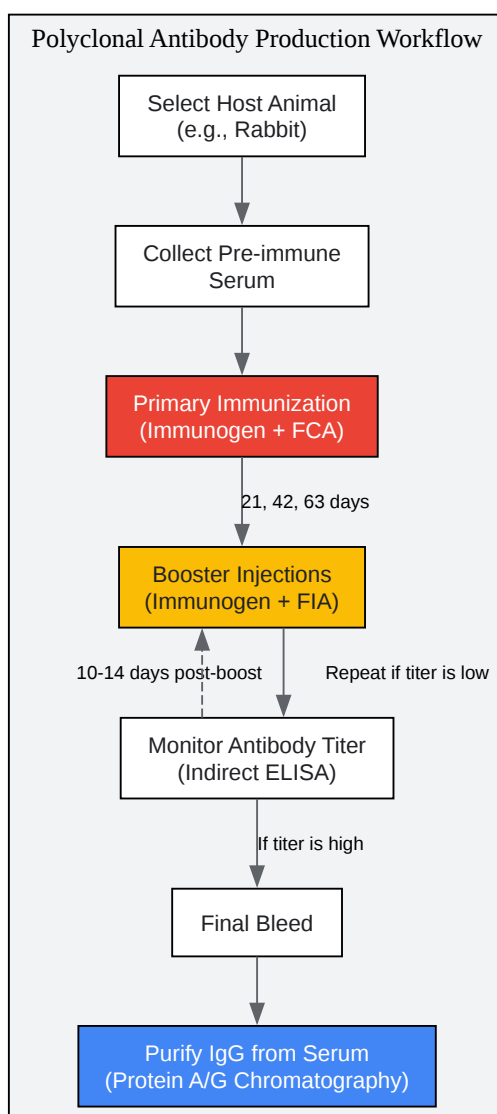 Polyclonal Antibody Production Workflow
Select Host Animal
(e.g., Rabbit)
Collect Pre-immune
Serum
Primary Immunization
(Immunogen + FCA)
21, 42, 63 days
Booster Injections
(Immunogen + FIA)
10-14 days post-boost
Repeat if titer is low
Monitor Antibody Titer
(Indirect ELISA)
If titer is high
Final Bleed
Purify IgG from Serum
(Protein A/G Chromatography)